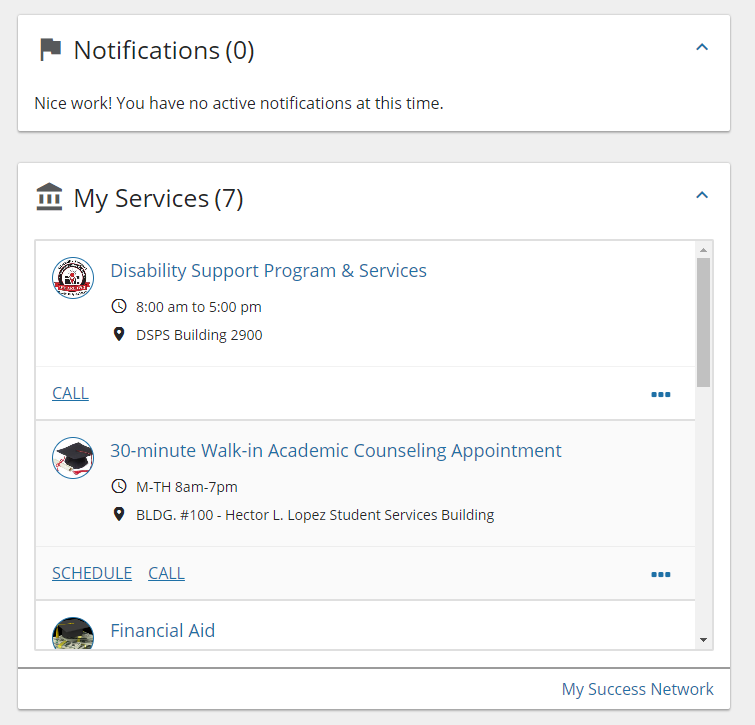 Notifications (0)
Nice work! You have no active notifications at this time.
My Services (7)
Disability Support Program & Services
8:00 am to 5:00 pm
DSPS Building 2900
CALL
30-minute Walk-in Academic Counseling Appointment
M-TH 8am-7pm
BLDG. #100 - Hector L. Lopez Student Services Building
SCHEDULE CALL
Financial Aid
My Success Network